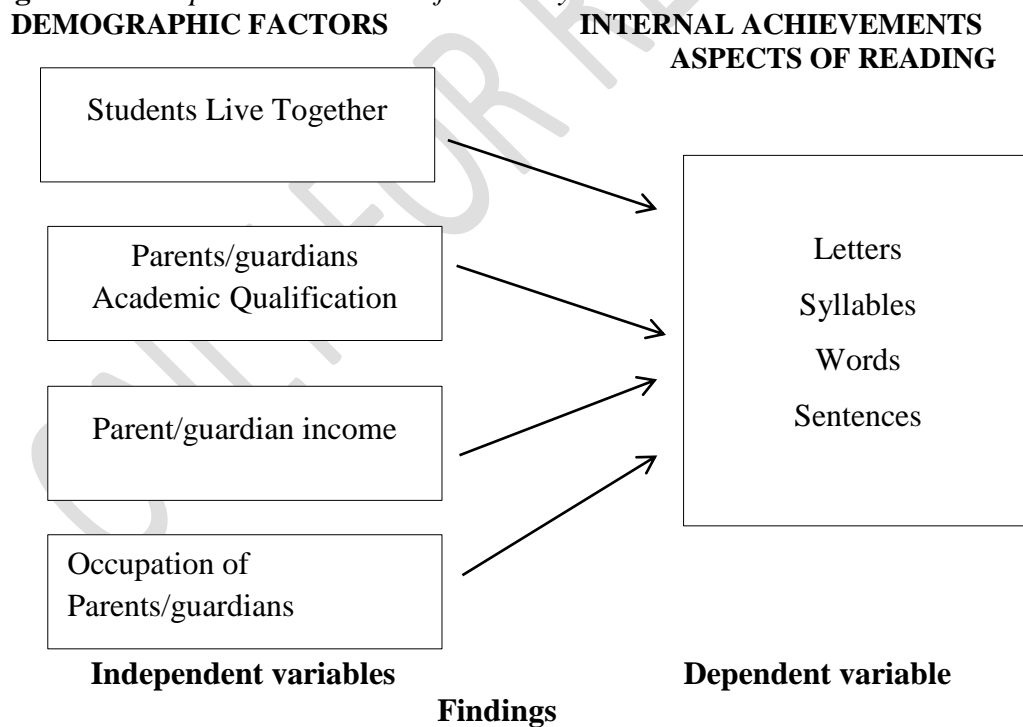 DEMOGRAPHIC FACTORS
INTERNAL ACHIEVEMENTS
ASPECTS OF READING
Students Live Together
Parents/guardians
Academic Qualification
Parent/guardian income
Occupation of
Parents/guardians
Letters
Syllables
Words
Sentences
Independent variables
Dependent variable
Findings